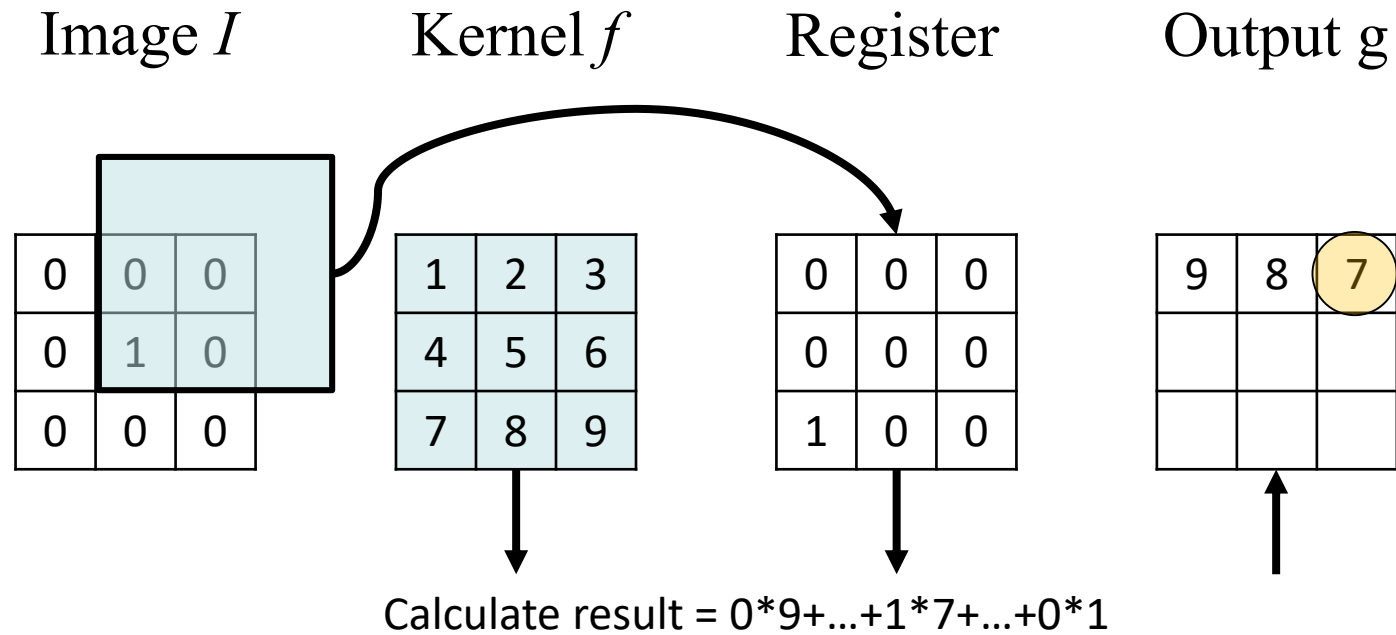 Image I Kernel f Register Output g
0 0 0 1 2 3 0 0 0 9 8 7
0 1 0 4 5 6 0 0 0
0 0 0 7 8 9 1 0 0
Calculate result = 0*9+...+1*7+...+0*1